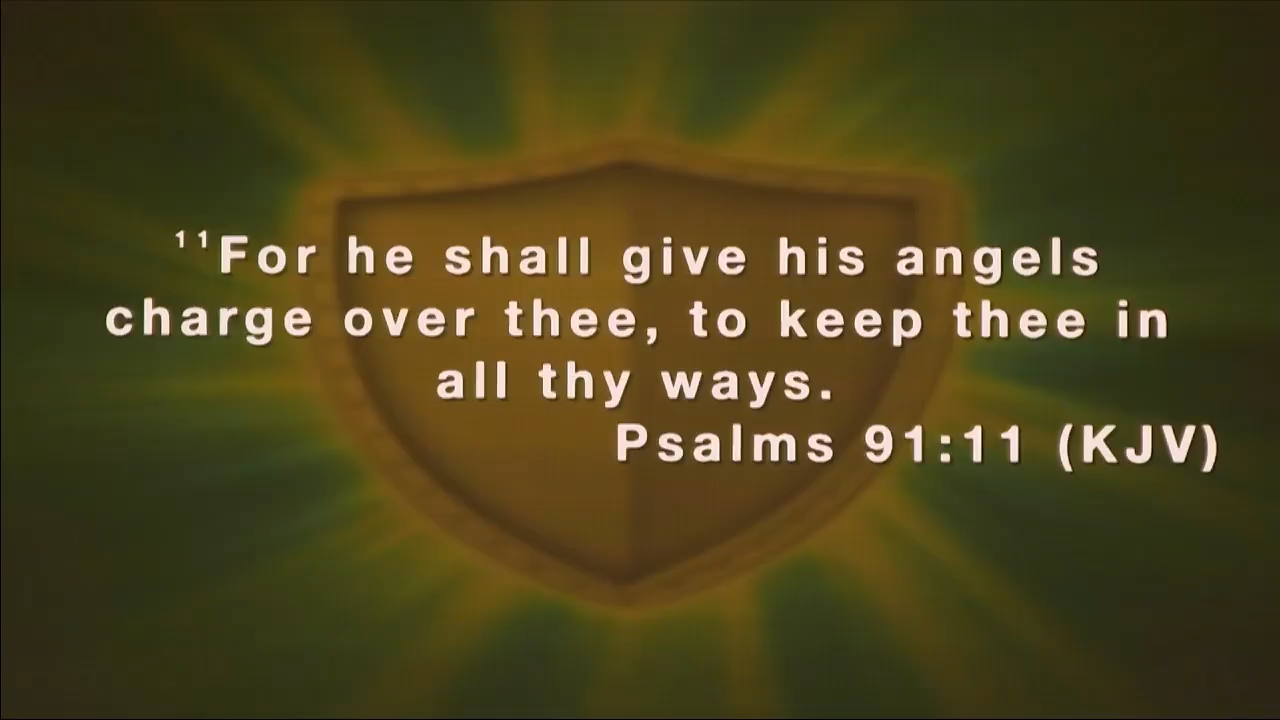 ¹¹For he shall give his angels
charge over thee, to keep thee in
all thy ways.
Psalms 91:11 (KJV)